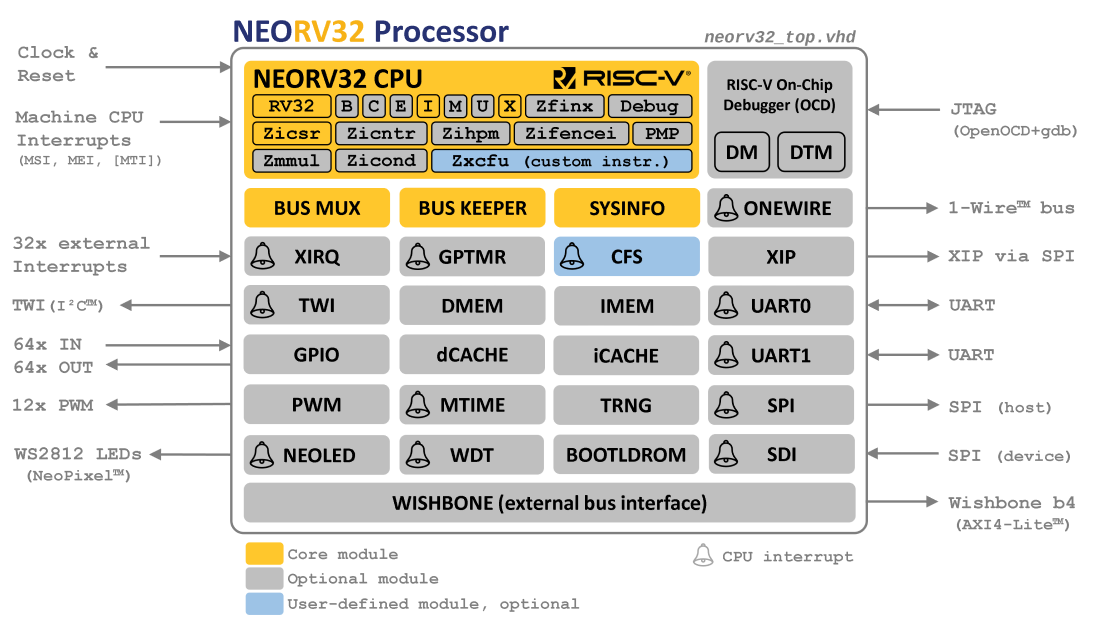 NEORV32 Processor
neorv32_top.vhd
Clock &
Reset
Machine CPU
Interrupts
(MSI, MEI, [MTI])
32x external
Interrupts
TWI(I²C™)
64x IN
64x OUT
12x PWM
WS2812 LEDs
(NeoPixel™)
NEORV32 CPU
RISC-V®
RV32 B C E I M U X Zfinx Debug
Zicsr Zicntr Zihpm Zifencei PMP
Zmmul Zicond Zxcfu (custom instr.)
RISC-V On-Chip
Debugger (OCD)
DM DTM
BUS MUX BUS KEEPER SYSINFO ONEWIRE
XIRQ GPTMR CFS XIP
TWI DMEM IMEM UART0
GPIO dCACHE iCACHE UART1
PWM MTIME TRNG SPI
NEOLED WDT BOOTLDROM SDI
WISHBONE (external bus interface)
JTAG
(OpenOCD+gdb)
1-Wire™ bus
XIP via SPI
UART
UART
SPI (host)
SPI (device)
Wishbone b4
(AXI4-Lite™)
Core module
Optional module
User-defined module, optional
CPU interrupt